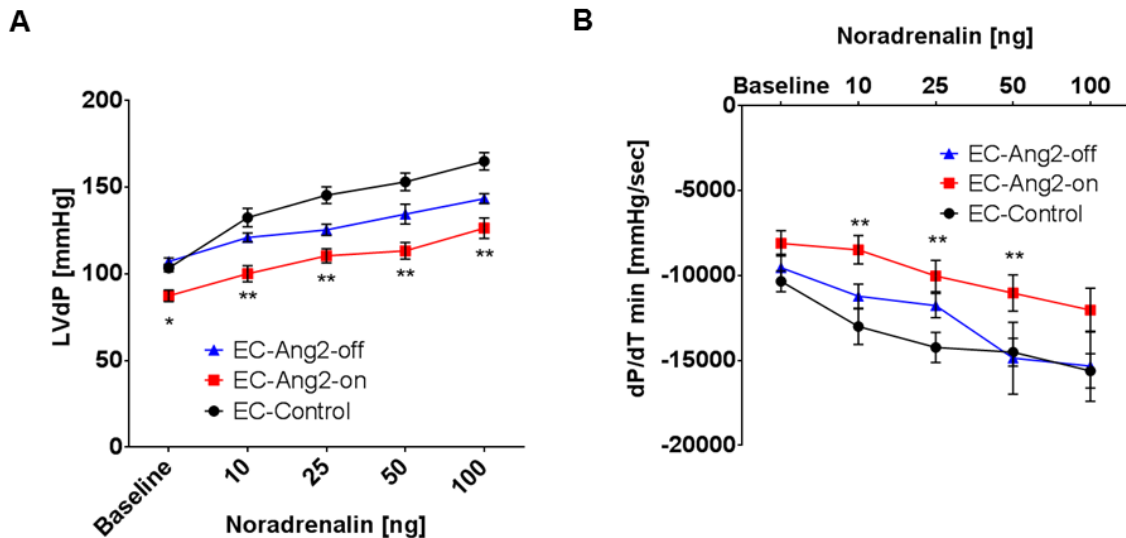 A
LVdP [mmHg]
200
150
100
50
0
*
**
**
**
**
EC-Ang2-off
EC-Ang2-on
EC-Control
Baseline
10
25
50
100
Noradrenalin [ng]
B
Noradrenalin [ng]
Baseline 10 25 50 100
dP/dT min [mmHg/sec]
0
-5000
-10000
-15000
-20000
EC-Ang2-off
EC-Ang2-on
EC-Control
**
**
**